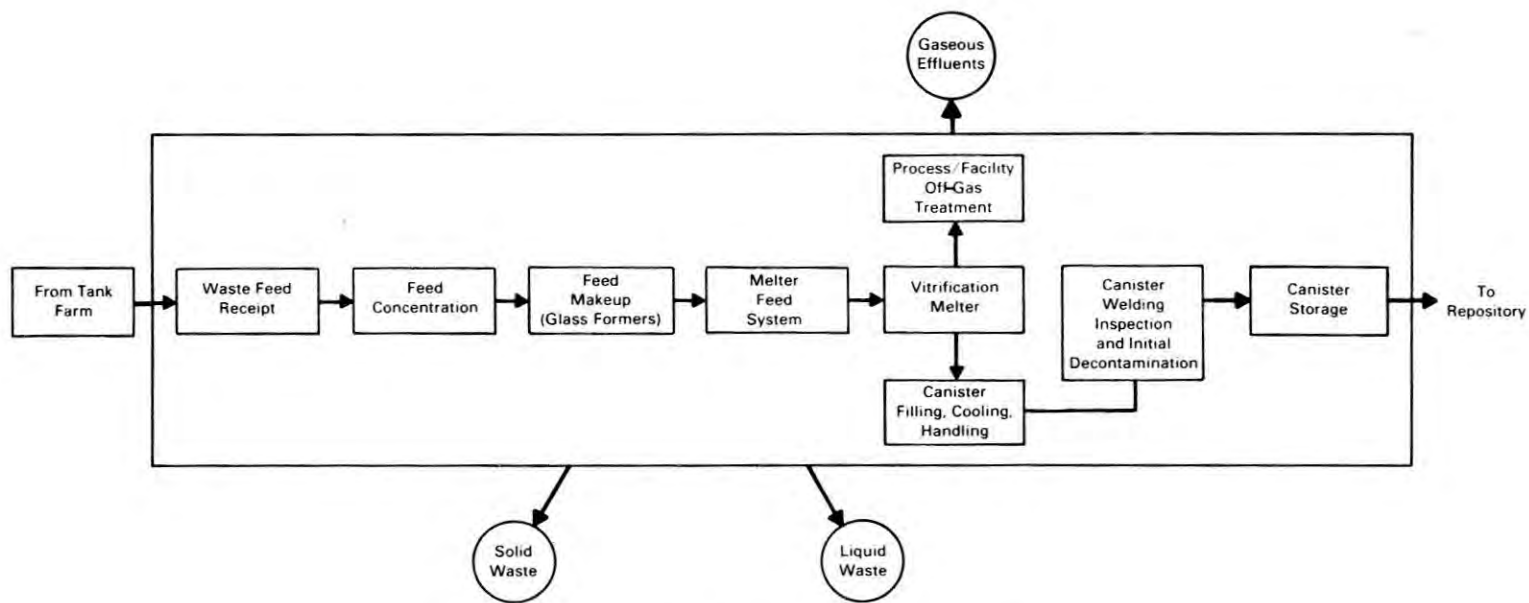 Gaseous
Effluents
Process/Facility
Off-Gas
Treatment
From Tank
Farm
Waste Feed
Receipt
Feed
Concentration
Feed
Makeup
(Glass Formers)
Melter
Feed
System
Vitrification
Melter
Canister
Welding
Inspection
and Initial
Decontamination
Canister
Storage
To
Repository
Canister
Filling, Cooling,
Handling
Solid
Waste
Liquid
Waste